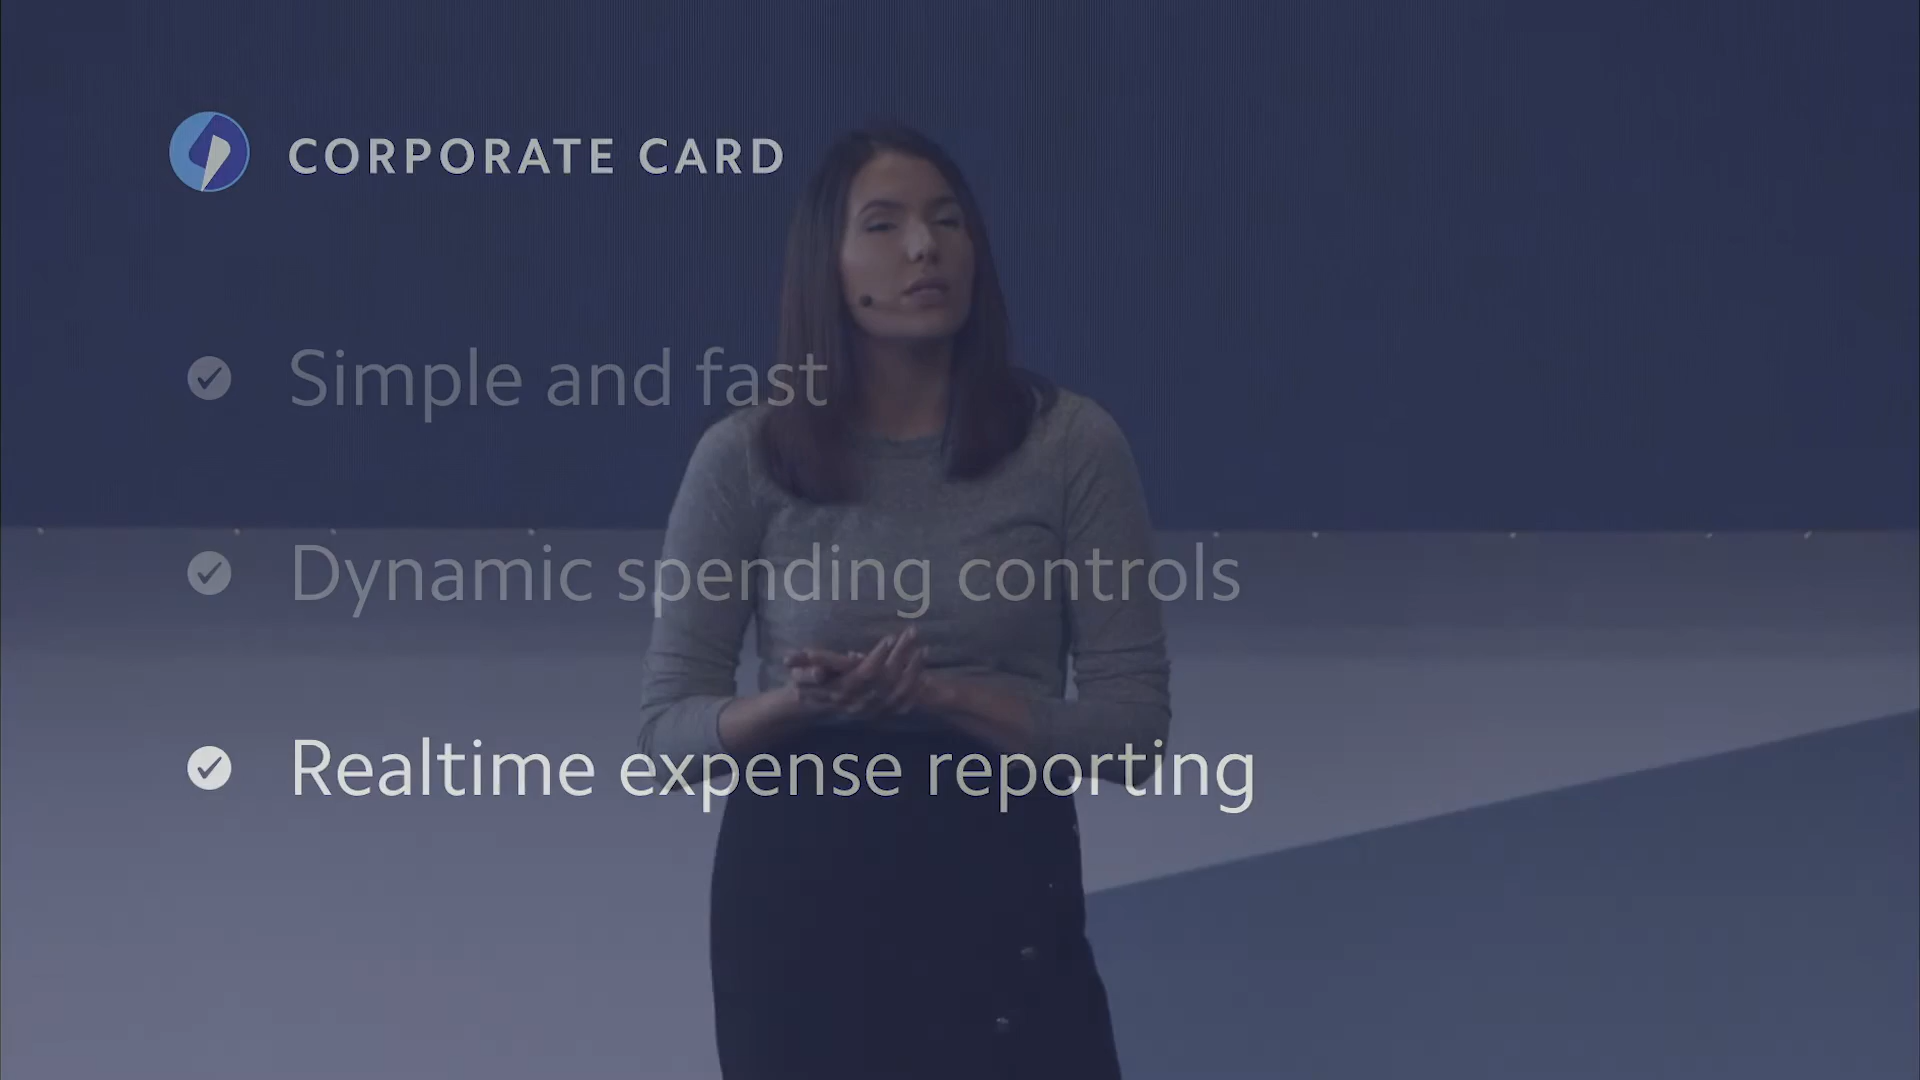 CORPORATE CARD
Simple and fast
Dynamic spending controls
Realtime expense reporting